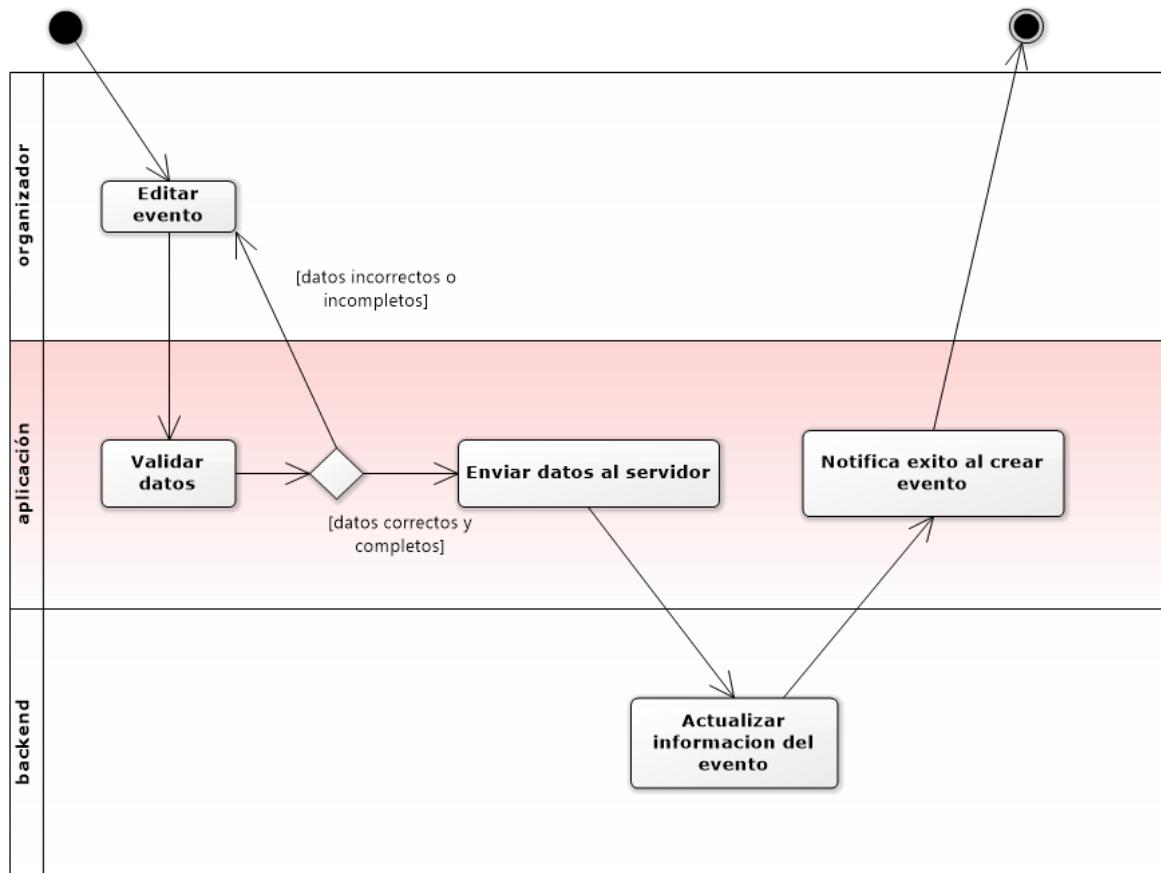 organizador
Editar
evento
[datos incorrectos o
incompletos]
aplicación
Validar
datos
[datos correctos y
completos]
Enviar datos al servidor
Notifica exito al crear
evento
backend
Actualizar
informacion del
evento